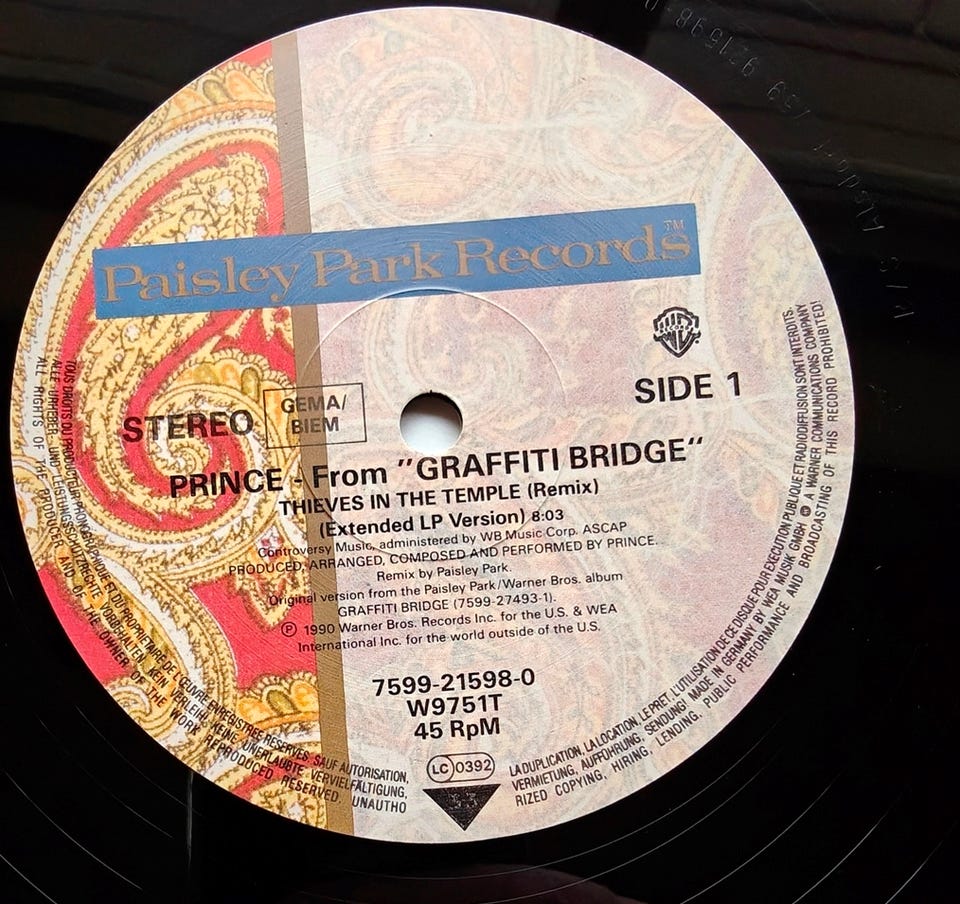 Paisley Park Records™
SIDE 1
STEREO
GEMA/
BIEM
PRINCE - From "GRAFFITI BRIDGE"
THIEVES IN THE TEMPLE (Remix)
(Extended LP Version) 8:03
Controversy Music, administered by WB Music Corp. ASCAP
PRODUCED, ARRANGED, COMPOSED AND PERFORMED BY PRINCE.
Remix by Paisley Park.
Original version from the Paisley Park/Warner Bros. album
GRAFFITI BRIDGE (7599-27493-1).
℗ 1990 Warner Bros. Records Inc. for the U.S. & WEA
International Inc. for the world outside of the U.S.
7599-21598-0
W9751T
45 RpM
LC 0392
TOUS DROITS DU PRODUCTEUR PHONOGRAPHIQUE ET DU PROPRIETAIRE DE L'ŒUVRE ENREGISTREE RESERVES. SAUF AUTORISATION, LA DUPLICATION, LA LOCATION, LE PRET, L'UTILISATION DE CE DISQUE POUR EXECUTION PUBLIQUE ET RADIODIFFUSION SONT INTERDITS.
ALLE URHEBER- UND LEISTUNGSSCHUTZRECHTE VORBEHALTEN. KEIN VERLEIH! KEINE UNERLAUBTE VERVIELFÄLTIGUNG, VERMIETUNG, AUFFÜHRUNG, SENDUNG! MADE IN GERMANY BY WEA MUSIK GMBH A WARNER COMMUNICATIONS COMPANY
ALL RIGHTS OF THE PRODUCER AND OF THE OWNER OF THE WORK REPRODUCED RESERVED. UNAUTHORIZED COPYING, HIRING, LENDING, PUBLIC PERFORMANCE AND BROADCASTING OF THIS RECORD PROHIBITED!